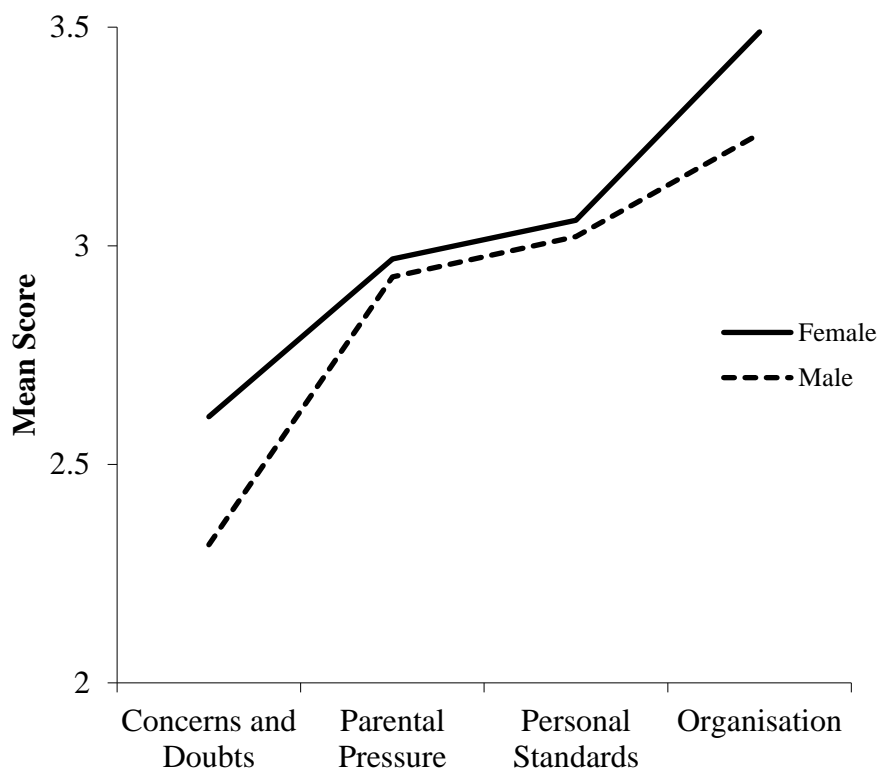 3.5
3
2.5
2
Mean Score
Female
Male
Concerns and
Doubts
Parental
Pressure
Personal
Standards
Organisation